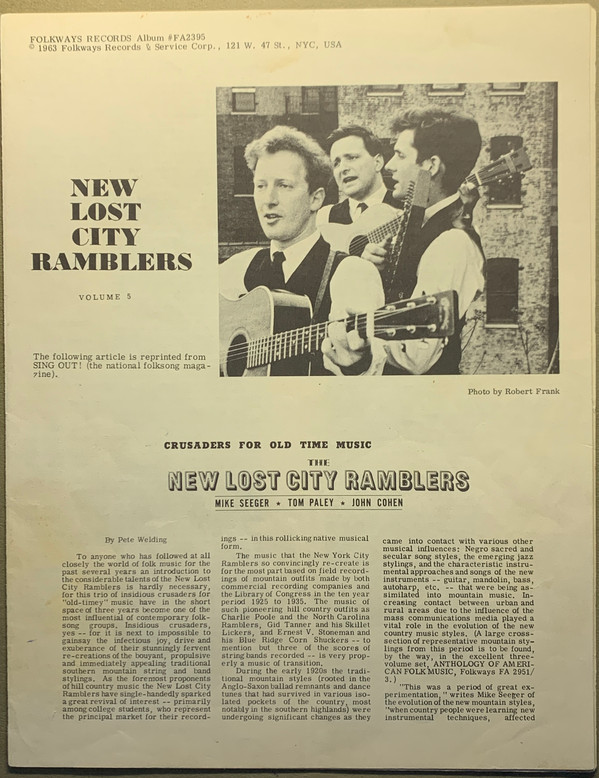 FOLKWAYS RECORDS Album #FA2395
© 1963 Folkways Records & Service Corp., 121 W. 47 St., NYC, USA
NEW
LOST
CITY
RAMBLERS
VOLUME 5
The following article is reprinted from
SING OUT! (the national folksong maga-
zine).
Photo by Robert Frank
CRUSADERS FOR OLD TIME MUSIC
THE
NEW LOST CITY RAMBLERS
MIKE SEEGER ★ TOM PALEY ★ JOHN COHEN
By Pete Welding
To anyone who has followed at all
closely the world of folk music for the
past several years an introduction to
the considerable talents of the New Lost
City Ramblers is hardly necessary,
for this trio of insidious crusaders for
"old-timey" music have in the short
space of three years become one of the
most influential of contemporary folk-
song groups. Insidious crusaders,
yes -- for it is next to impossible to
gainsay the infectious joy, drive and
exuberance of their stunningly fervent
re-creations of the bouyant, propulsive
and immediately appealing traditional
southern mountain string and band
stylings. As the foremost proponents
of hill country music the New Lost City
Ramblers have single-handedly sparked
a great revival of interest -- primarily
among college students, who represent
the principal market for their record-
ings -- in this rollicking native musical
form.
The music that the New York City
Ramblers so convincingly re-create is
for the most part based on field record-
ings of mountain outfits made by both
commercial recording companies and
the Library of Congress in the ten year
period 1925 to 1935. The music of
such pioneering hill country outfits as
Charlie Poole and the North Carolina
Ramblers, Gid Tanner and his Skillet
Lickers, and Ernest V. Stoneman and
his Blue Ridge Corn Shuckers -- to
mention but three of the scores of
string bands recorded -- is very prop-
erly a music of transition.
During the early 1920s the tradi-
tional mountain styles (rooted in the
Anglo-Saxon ballad remnants and dance
tunes that had survived in various iso-
lated pockets of the country, most
notably in the southern highlands) were
undergoing significant changes as they
came into contact with various other
musical influences: Negro sacred and
secular song styles, the emerging jazz
stylings, and the characteristic instru-
mental approaches and songs of the new
instruments -- guitar, mandolin, bass,
autoharp, etc. -- that were being as-
similated into mountain music. In-
creasing contact between urban and
rural areas due to the influence of the
mass communications media played a
vital role in the evolution of the new
country music styles. (A large cross-
section of representative mountain sty-
lings from this period is to be found,
by the way, in the excellent three-
volume set, ANTHOLOGY OF AMERI-
CAN FOLK MUSIC, Folkways FA 2951/
3.)
"This was a period of great ex-
perimentation," writes Mike Seeger of
the evolution of the new mountain styles,
"when country people were learning new
instrumental techniques, affected